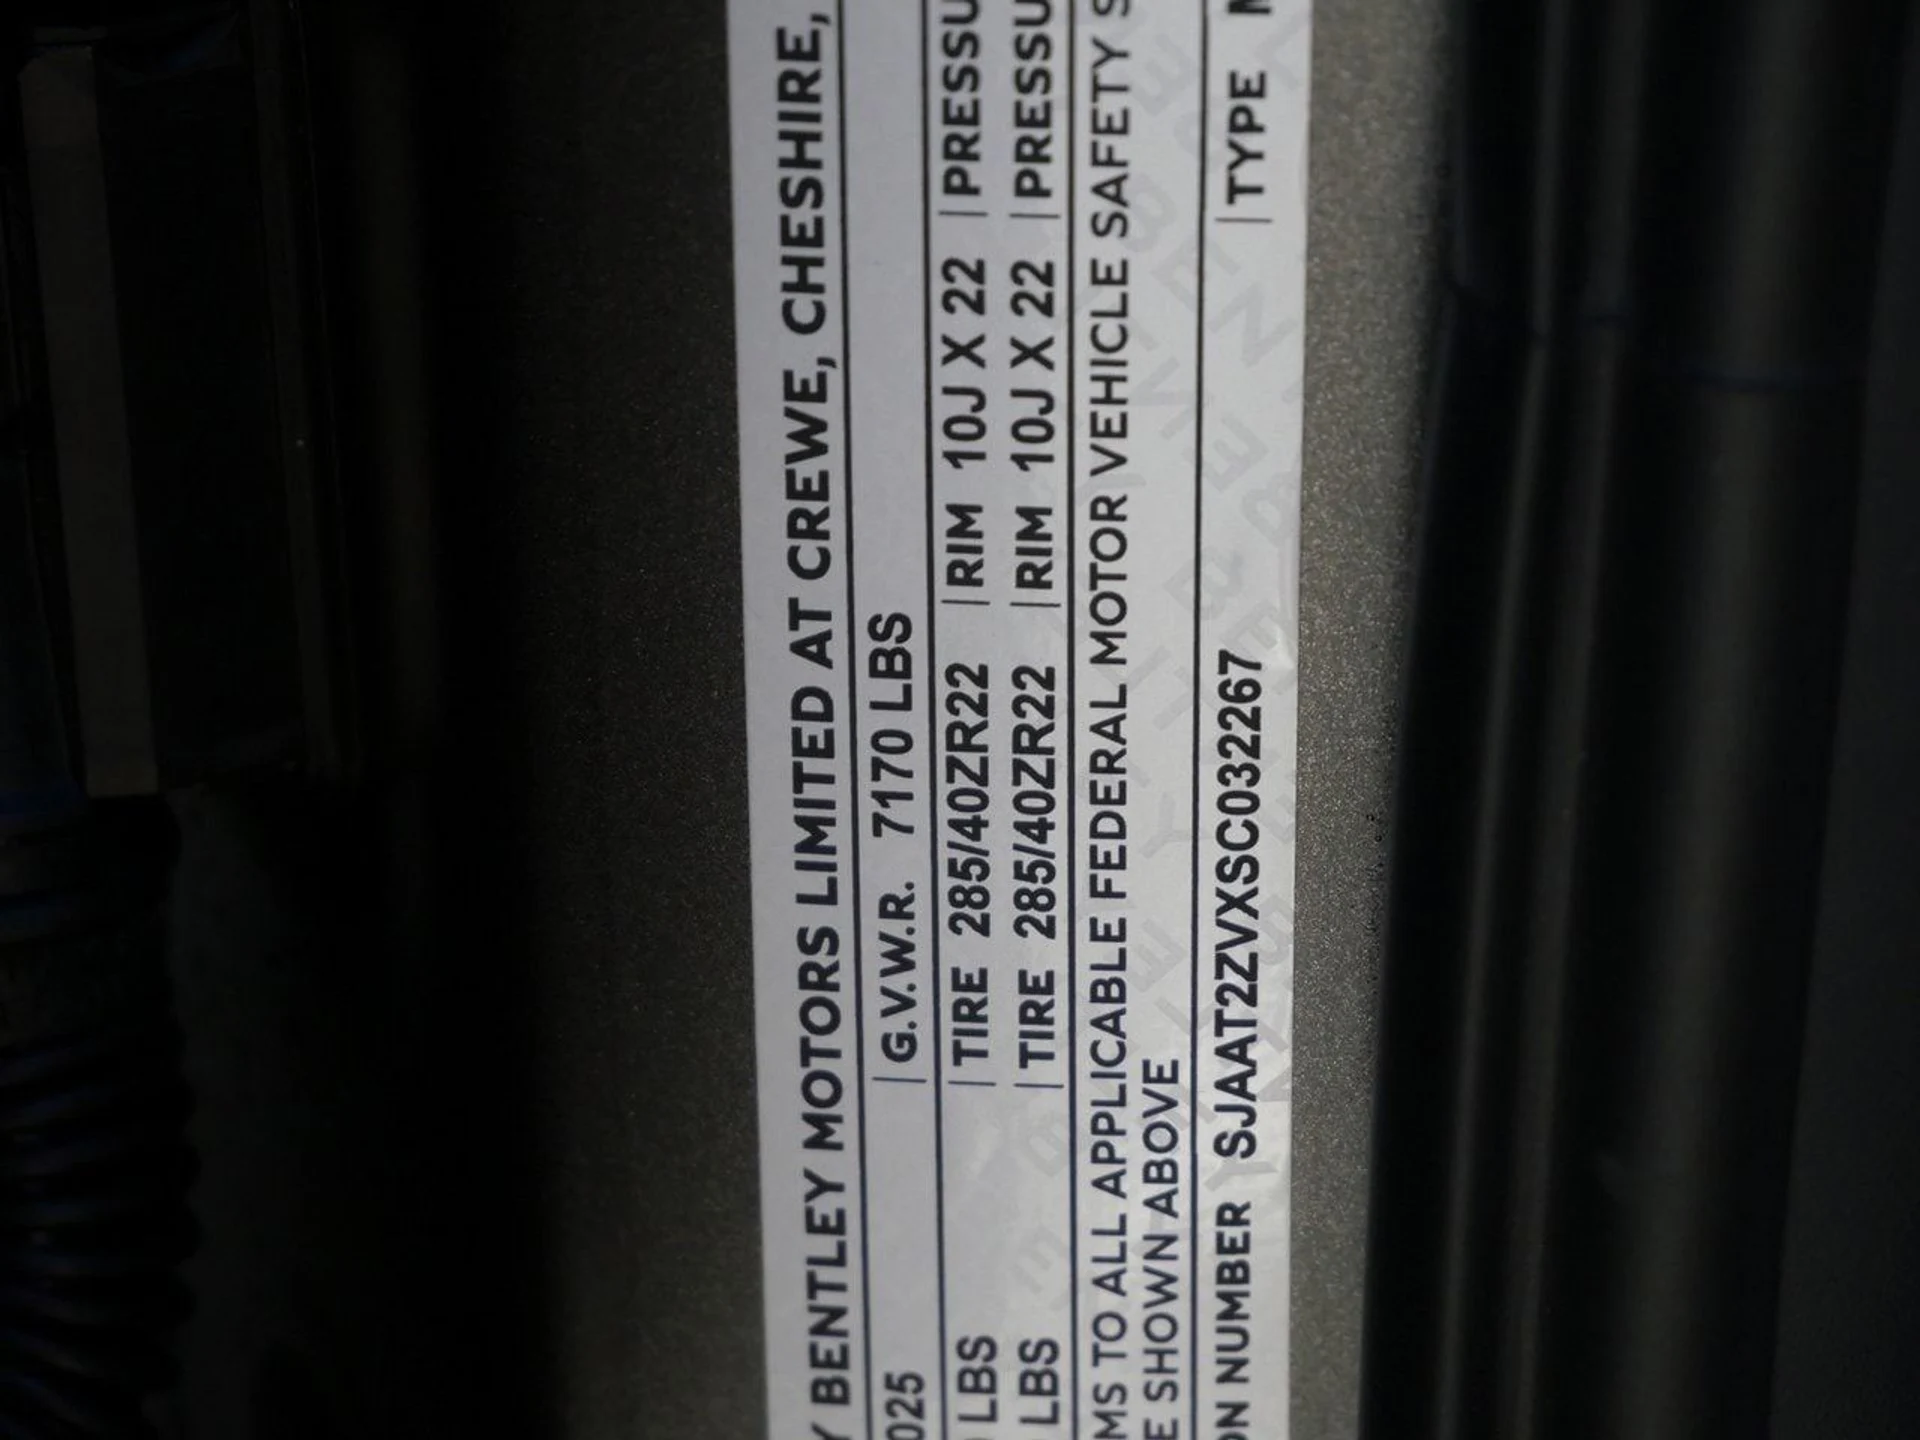 Y BENTLEY MOTORS LIMITED AT CREWE, CHESHIRE,
025 | G.V.W.R. 7170 LBS
LBS | TIRE 285/40ZR22 | RIM 10J X 22 | PRESSU
LBS | TIRE 285/40ZR22 | RIM 10J X 22 | PRESSU
MS TO ALL APPLICABLE FEDERAL MOTOR VEHICLE SAFETY S
E SHOWN ABOVE
ON NUMBER SJAAT2ZVXSC032267 | TYPE M